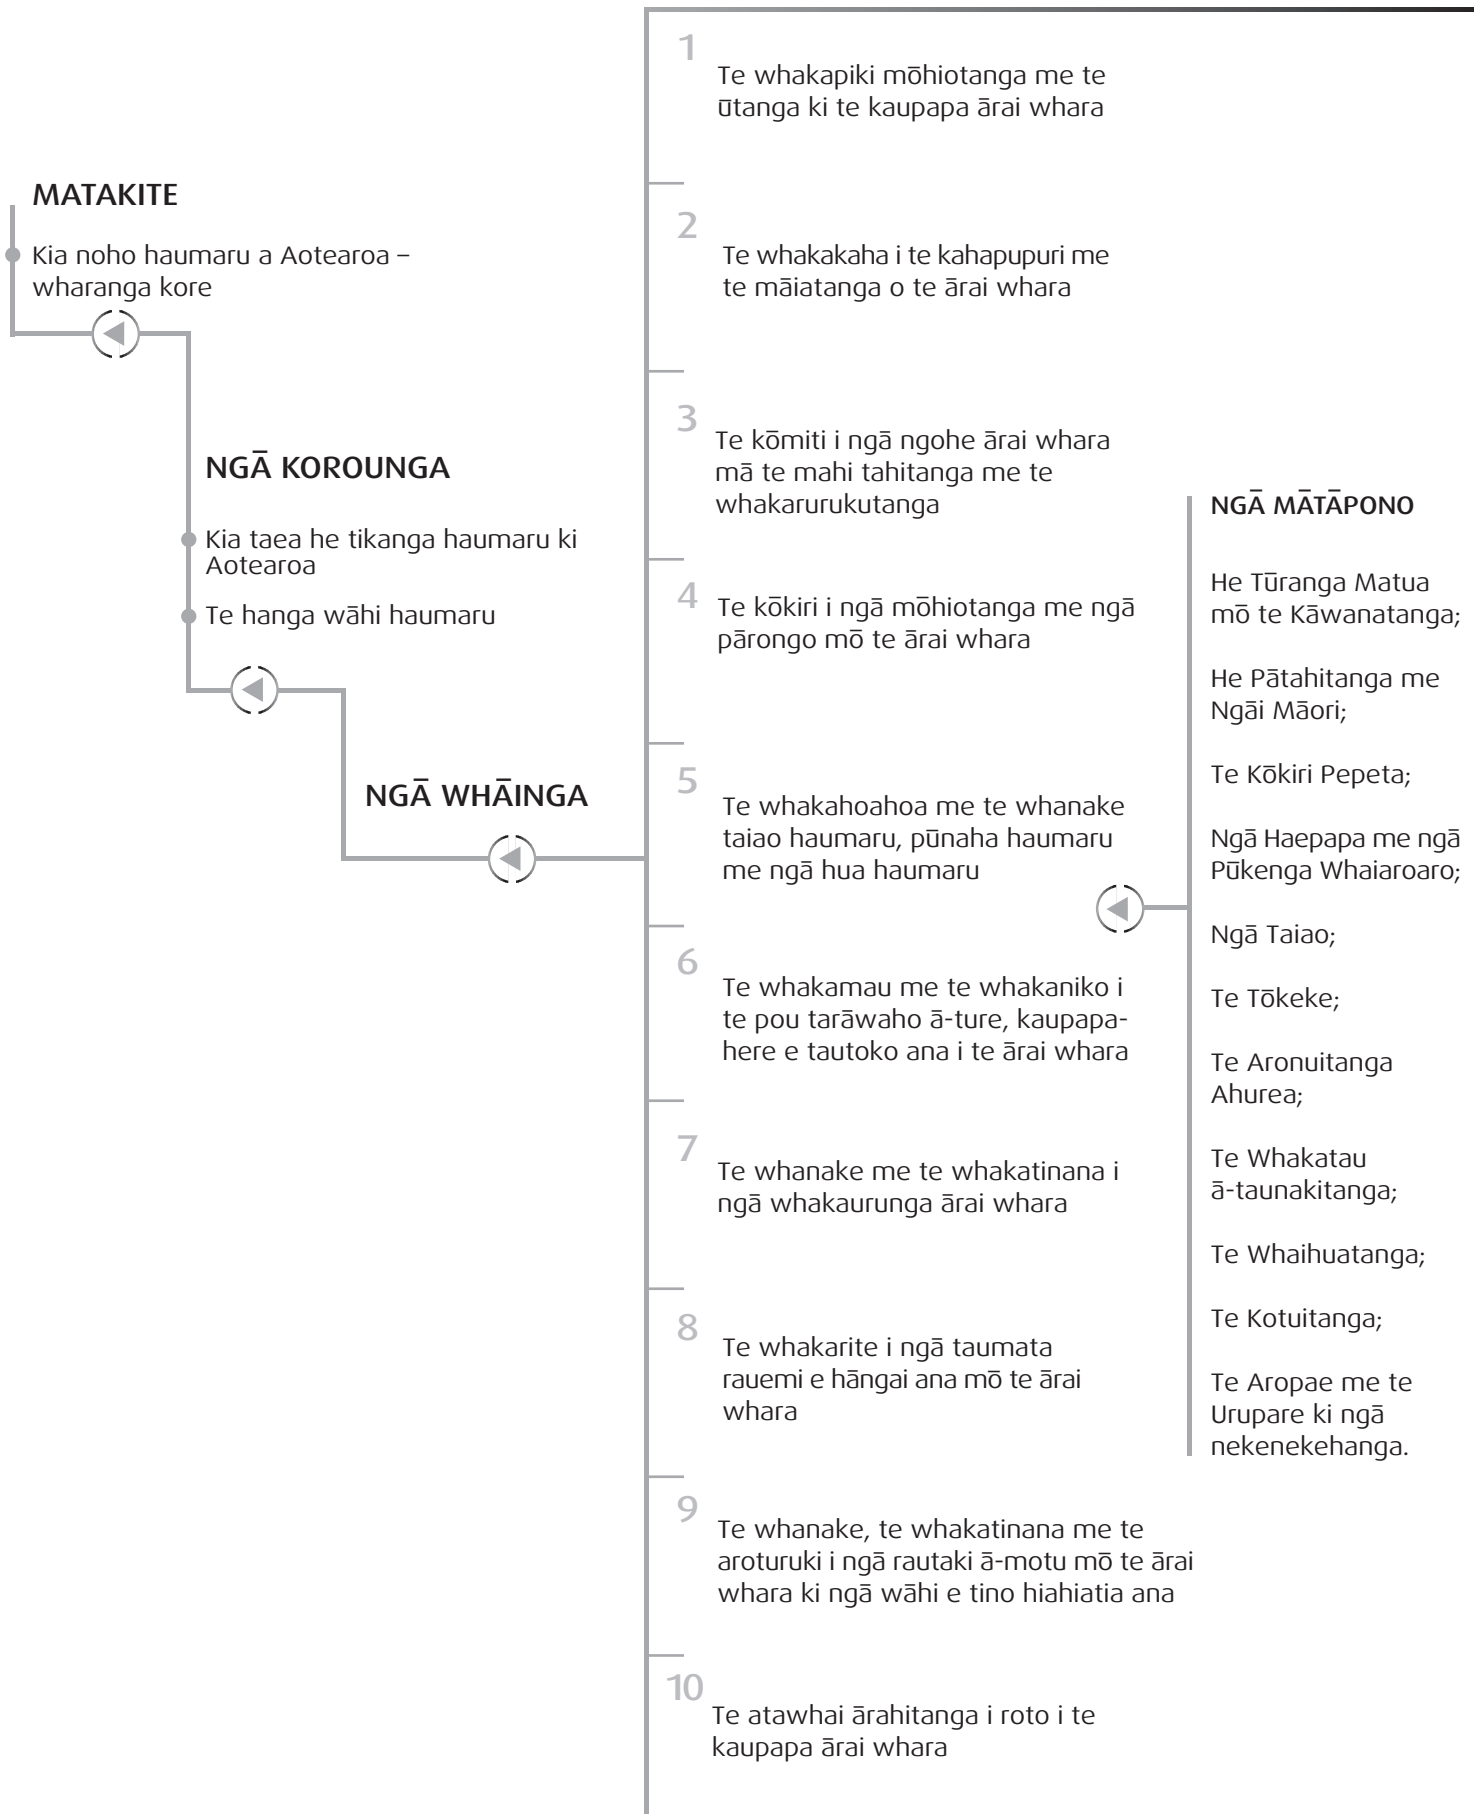 MATAKITE
Kia noho haumaru a Aotearoa –
wharanga kore
NGĀ KOROUNGA
Kia taea he tikanga haumaru ki
Aotearoa
Te hanga wāhi haumaru
NGĀ WHĀINGA
1
Te whakapiki mōhiotanga me te
ūtanga ki te kaupapa ārai whara
2
Te whakakaha i te kahapupuri me
te māiatanga o te ārai whara
3
Te kōmiti i ngā ngohe ārai whara
mā te mahi tahitanga me te
whakarurukutanga
4
Te kōkiri i ngā mōhiotanga me ngā
pārongo mō te ārai whara
5
Te whakahoahoa me te whanake
taiao haumaru, pūnaha haumaru
me ngā hua haumaru
6
Te whakamau me te whakaniko i
te pou tarāwaho ā-ture, kaupapa-
here e tautoko ana i te ārai whara
7
Te whanake me te whakatinana i
ngā whakaurunga ārai whara
8
Te whakarite i ngā taumata
rauemi e hāngai ana mō te ārai
whara
9
Te whanake, te whakatinana me te
aroturuki i ngā rautaki ā-motu mō te ārai
whara ki ngā wāhi e tino hiahiatia ana
10
Te atawhai ārahitanga i roto i te
kaupapa ārai whara
NGĀ MĀTĀPONO
He Tūranga Matua
mō te Kāwanatanga;
He Pātahitanga me
Ngāi Māori;
Te Kōkiri Pepeta;
Ngā Haepapa me ngā
Pūkenga Whaiaroaro;
Ngā Taiao;
Te Tōkeke;
Te Aronuitanga
Ahurea;
Te Whakatau
ā-taunakitanga;
Te Whaihuatanga;
Te Kotuitanga;
Te Aropae me te
Urupare ki ngā
nekenekehanga.